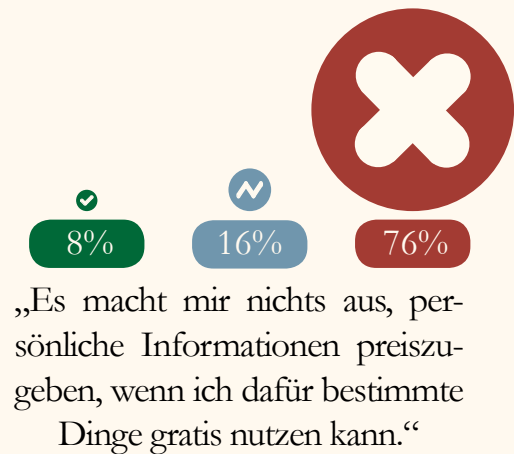 8% 16% 76%
„Es macht mir nichts aus, per-
sönliche Informationen preiszu-
geben, wenn ich dafür bestimmte
Dinge gratis nutzen kann.“